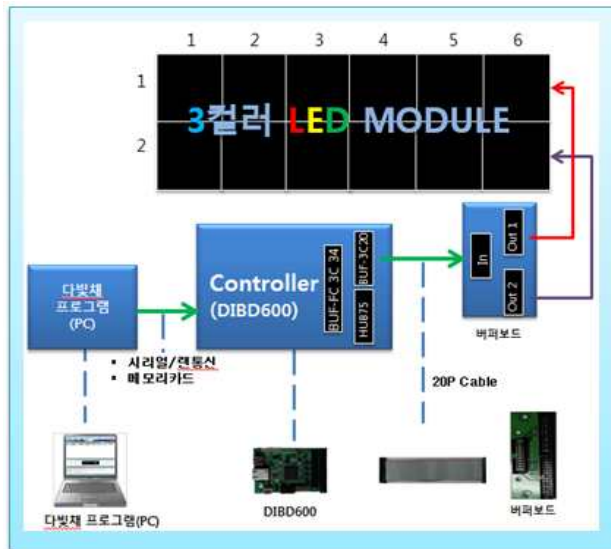 1 2 3 4 5 6
1
3컬러 LED MODULE
2
다빛채
프로그램
(PC)
Controller
(DIBD600)
BUF-FC 3C 34
BUF-3C20
HUB75
In
Out 1
Out 2
버퍼보드
• 시리얼/랜통신
• 메모리카드
20P Cable
다빛채 프로그램(PC)
DIBD600
버퍼보드